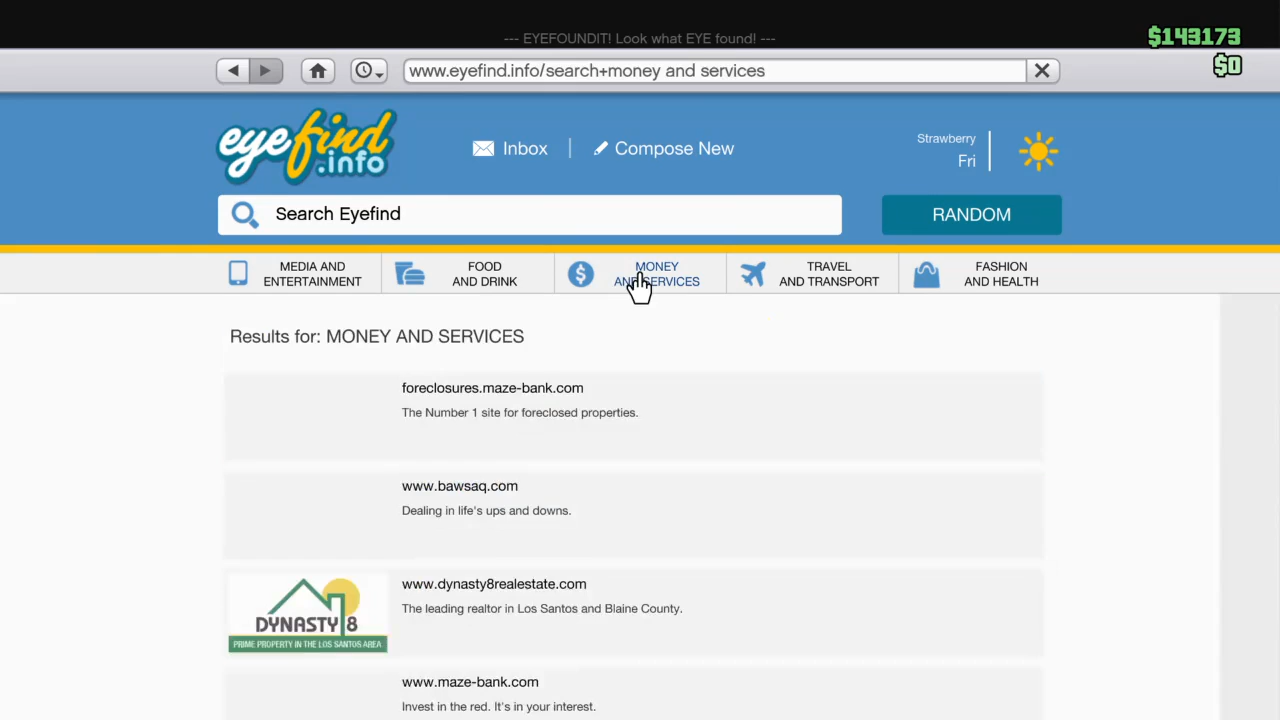 --- EYEFOUNDIT! Look what EYE found! ---
$143173
$0
www.eyefind.info/search+money and services
eyefind.info
Inbox
Compose New
Strawberry
Fri
Search Eyefind
RANDOM
MEDIA AND
ENTERTAINMENT
FOOD
AND DRINK
MONEY
AND SERVICES
TRAVEL
AND TRANSPORT
FASHION
AND HEALTH
Results for: MONEY AND SERVICES
foreclosures.maze-bank.com
The Number 1 site for foreclosed properties.
www.bawsaq.com
Dealing in life's ups and downs.
DYNASTY 8
PRIME PROPERTY IN THE LOS SANTOS AREA
www.dynasty8realestate.com
The leading realtor in Los Santos and Blaine County.
www.maze-bank.com
Invest in the red. It's in your interest.